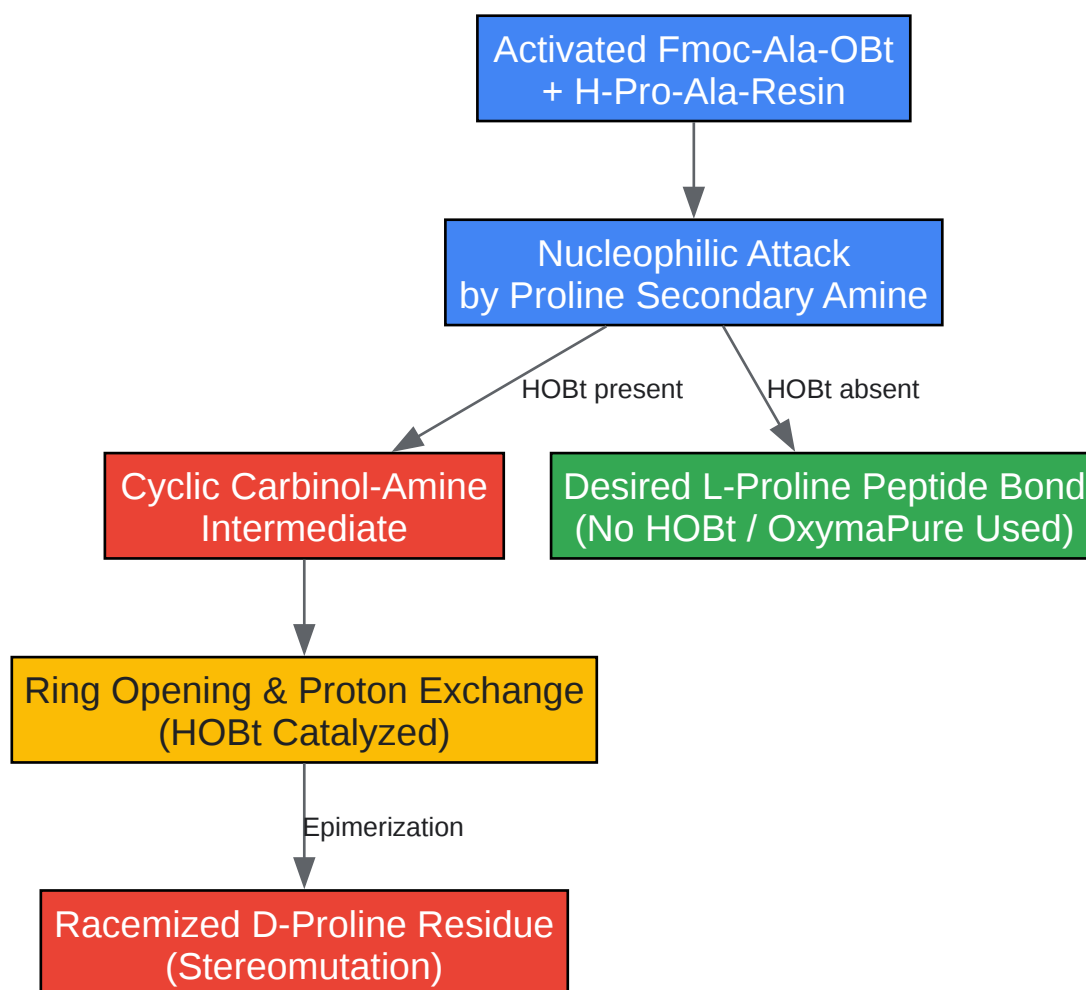 Activated Fmoc-Ala-OBt
+ H-Pro-Ala-Resin
Nucleophilic Attack
by Proline Secondary Amine
HOBt present
HOBt absent
Cyclic Carbinol-Amine
Intermediate
Desired L-Proline Peptide Bond
(No HOBt / OxymaPure Used)
Ring Opening & Proton Exchange
(HOBt Catalyzed)
Epimerization
Racemized D-Proline Residue
(Stereomutation)